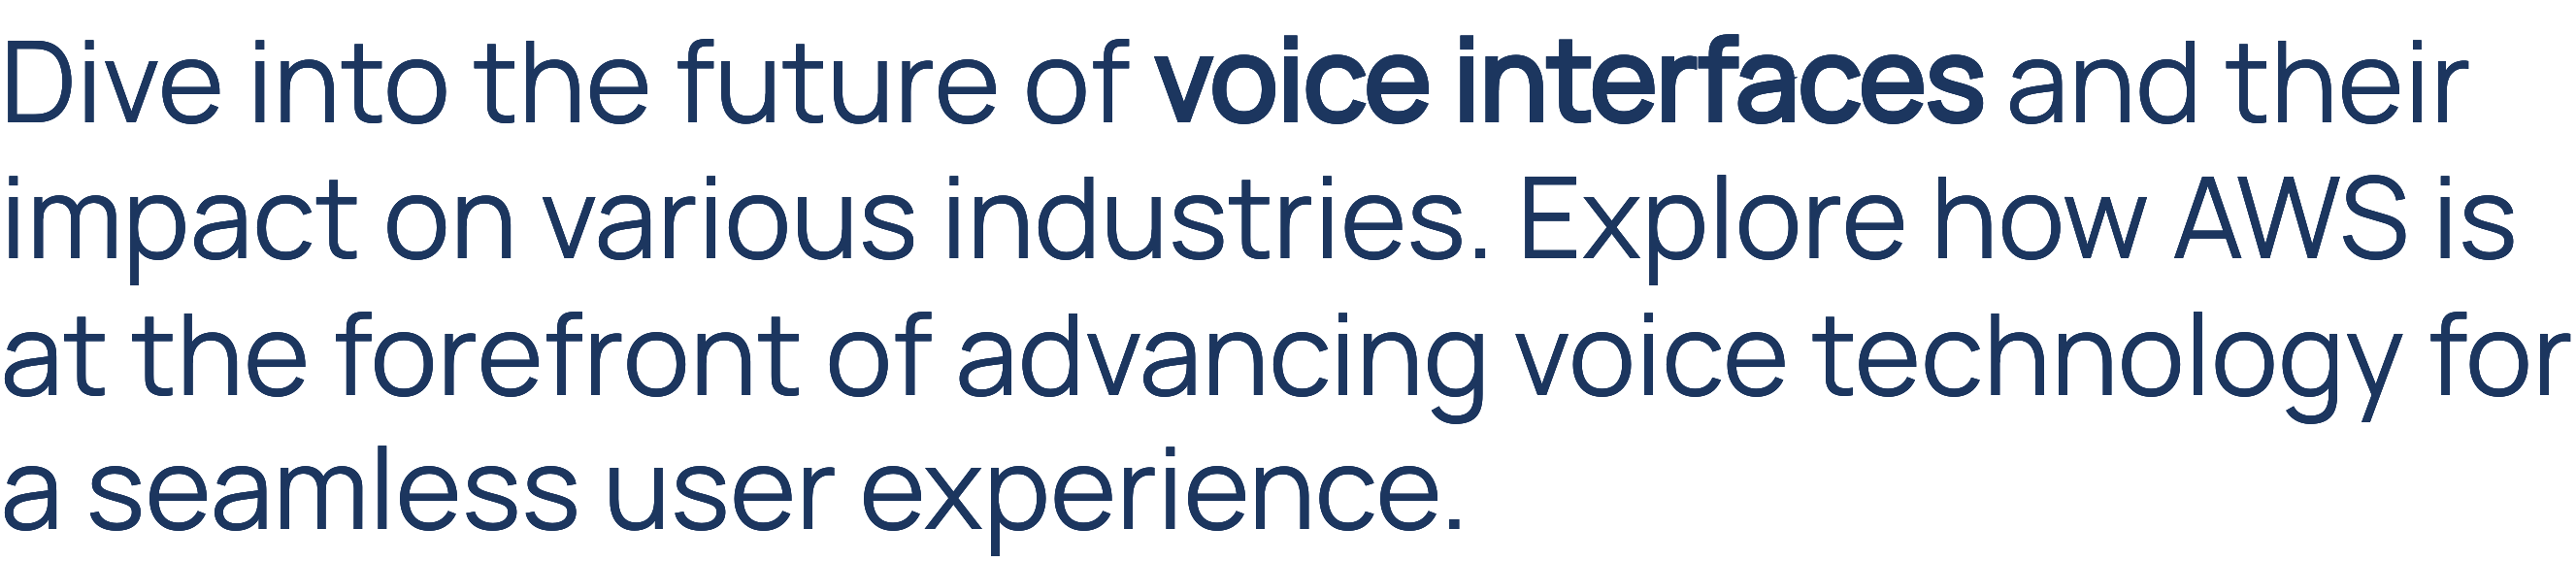 Dive into the future of voice interfaces and their
impact on various industries. Explore how AWS is
at the forefront of advancing voice technology for
a seamless user experience.